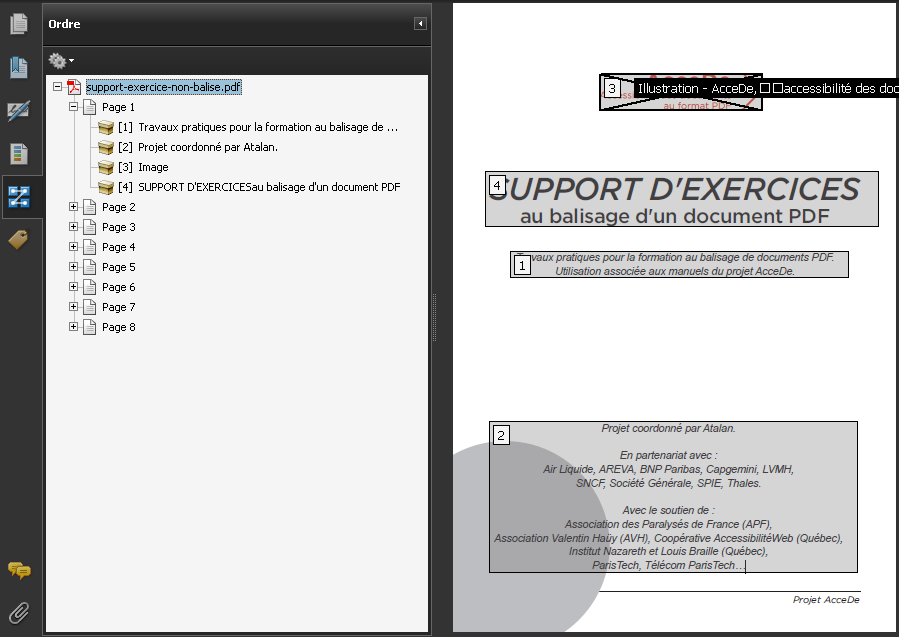 Ordre
support-exercice-non-balise.pdf
Page 1
[1] Travaux pratiques pour la formation au balisage de ...
[2] Projet coordonné par Atalan.
[3] Image
[4] SUPPORT D'EXERCICESau balisage d'un document PDF
Page 2
Page 3
Page 4
Page 5
Page 6
Page 7
Page 8
AcceDe
3 Illustration - AcceDe, □□accessibilité des doc
au format PDF
4 SUPPORT D'EXERCICES
au balisage d'un document PDF
1 vaux pratiques pour la formation au balisage de documents PDF.
Utilisation associée aux manuels du projet AcceDe.
2
Projet coordonné par Atalan.
En partenariat avec :
Air Liquide, AREVA, BNP Paribas, Capgemini, LVMH,
SNCF, Société Générale, SPIE, Thales.
Avec le soutien de :
Association des Paralysés de France (APF),
Association Valentin Haüy (AVH), Coopérative AccessibilitéWeb (Québec),
Institut Nazareth et Louis Braille (Québec),
ParisTech, Télécom ParisTech...
Projet AcceDe